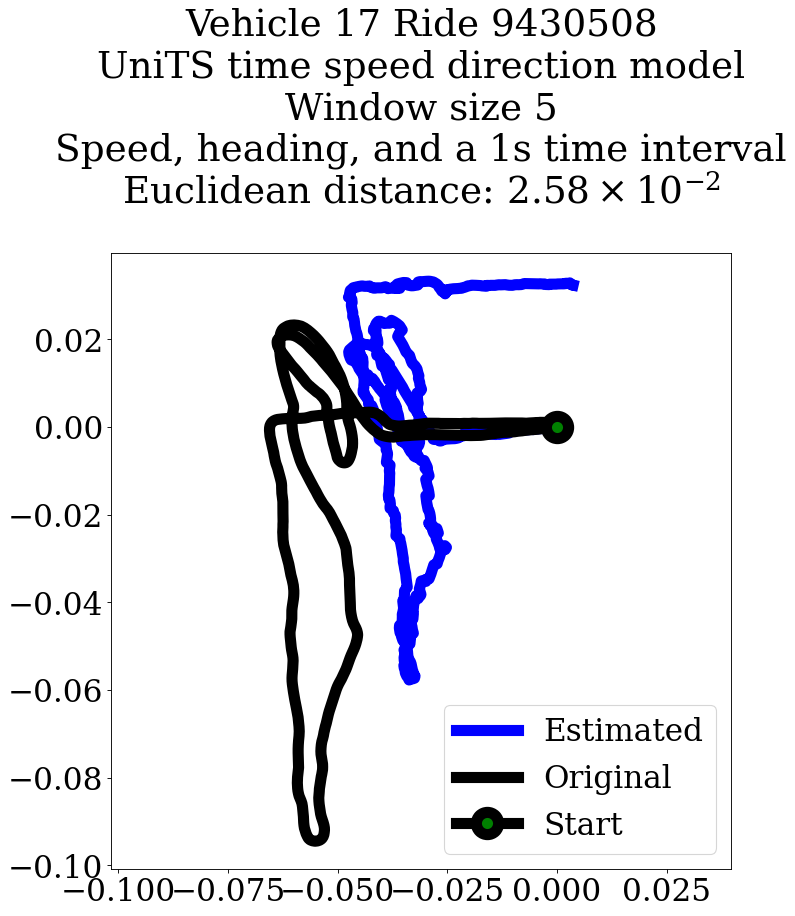 Vehicle 17 Ride 9430508
UniTS time speed direction model
Window size 5
Speed, heading, and a 1s time interval
Euclidean distance: 2.58 × 10⁻²
0.02
0.00
−0.02
−0.04
−0.06
−0.08
−0.10
Estimated
Original
Start
−0.100 −0.075 −0.050 −0.025 0.000 0.025